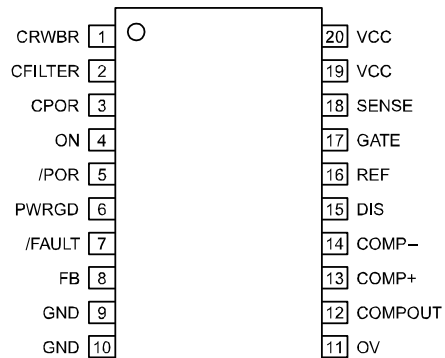 CRWBR 1 20 VCC
CFILTER 2 19 VCC
CPOR 3 18 SENSE
ON 4 17 GATE
/POR 5 16 REF
PWRGD 6 15 DIS
/FAULT 7 14 COMP−
FB 8 13 COMP+
GND 9 12 COMPOUT
GND 10 11 OV